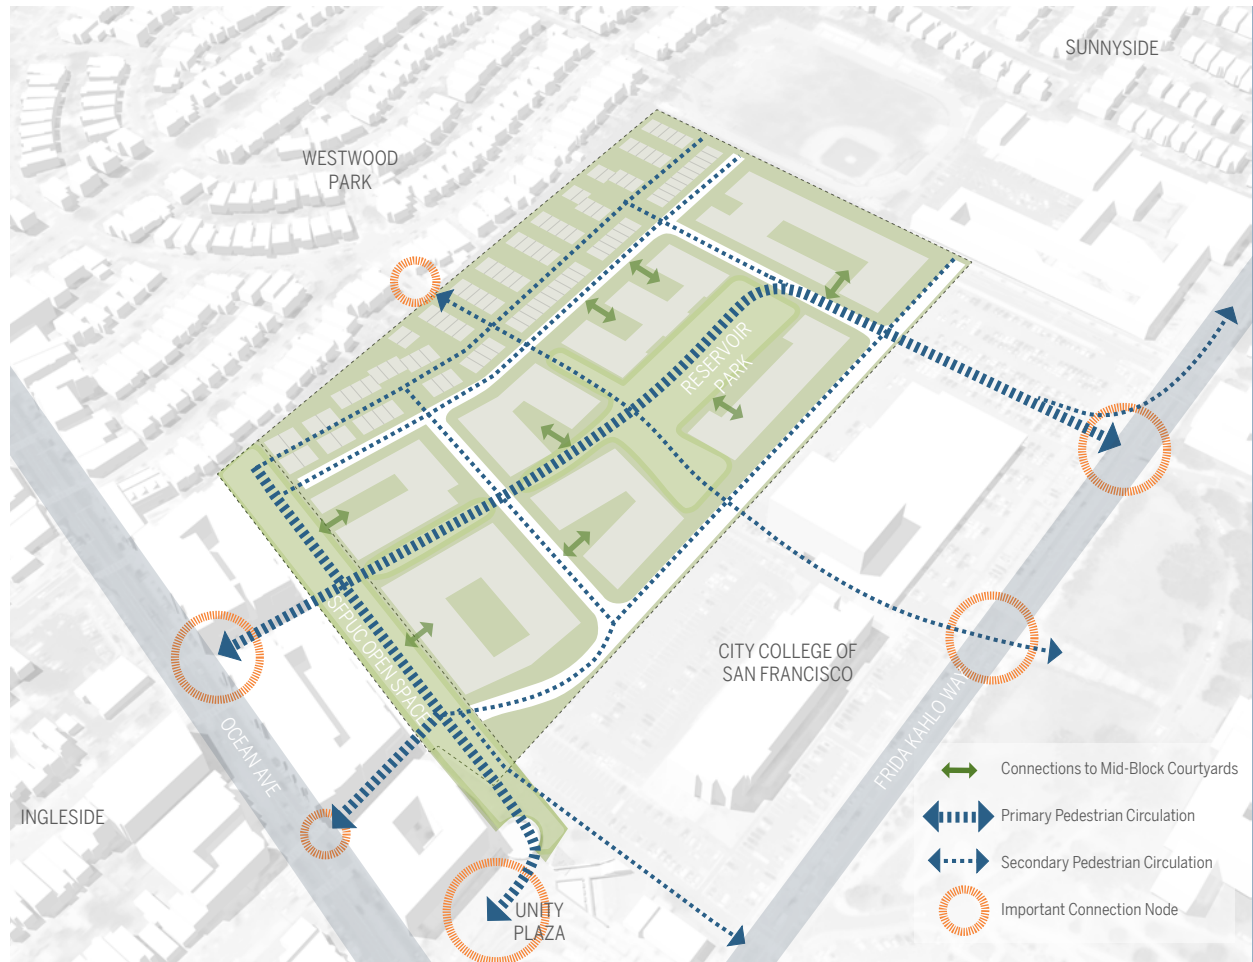 SUNNYSIDE
WESTWOOD
PARK
RESERVOIR
PARK
SFPUC OPEN SPACE
CITY COLLEGE OF
SAN FRANCISCO
OCEAN AVE
FRIDA KAHLO WAY
INGLESIDE
UNITY
PLAZA
Connections to Mid-Block Courtyards
Primary Pedestrian Circulation
Secondary Pedestrian Circulation
Important Connection Node